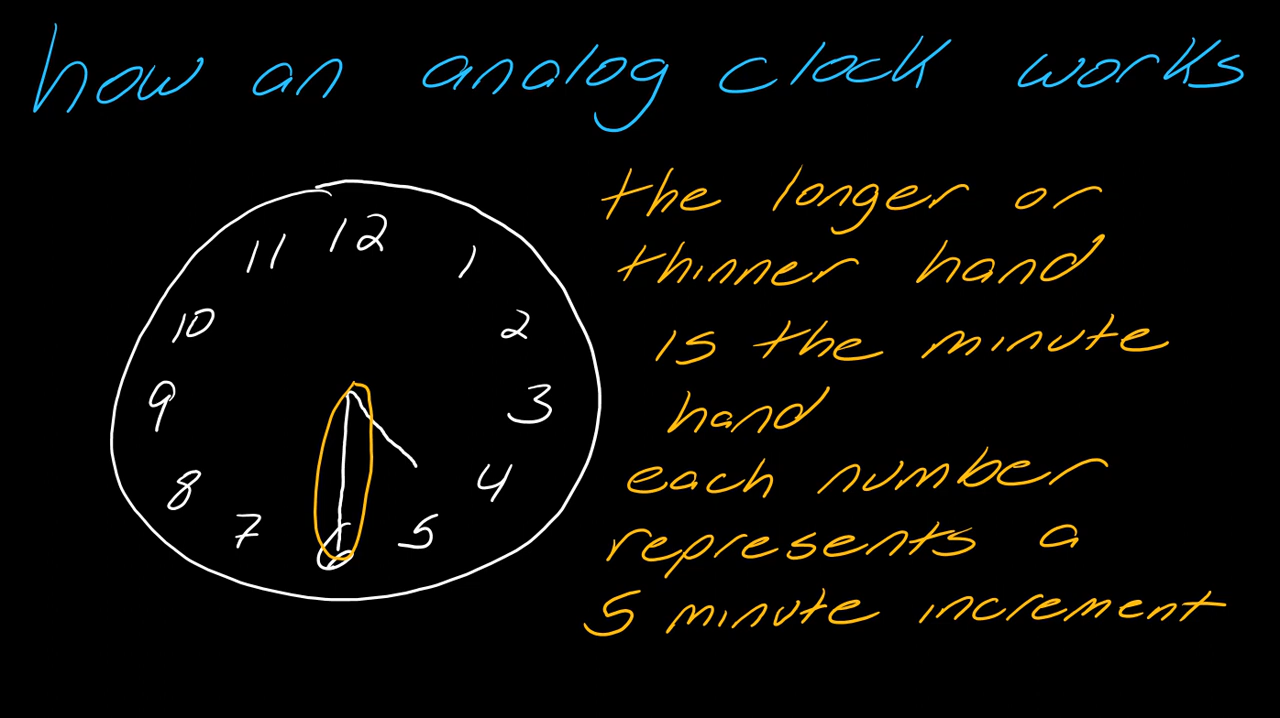 how an analog clock works
the longer or
thinner hand
is the minute
hand
each number
represents a
5 minute increment
12
11
1
10
2
9
3
8
4
7
5
6